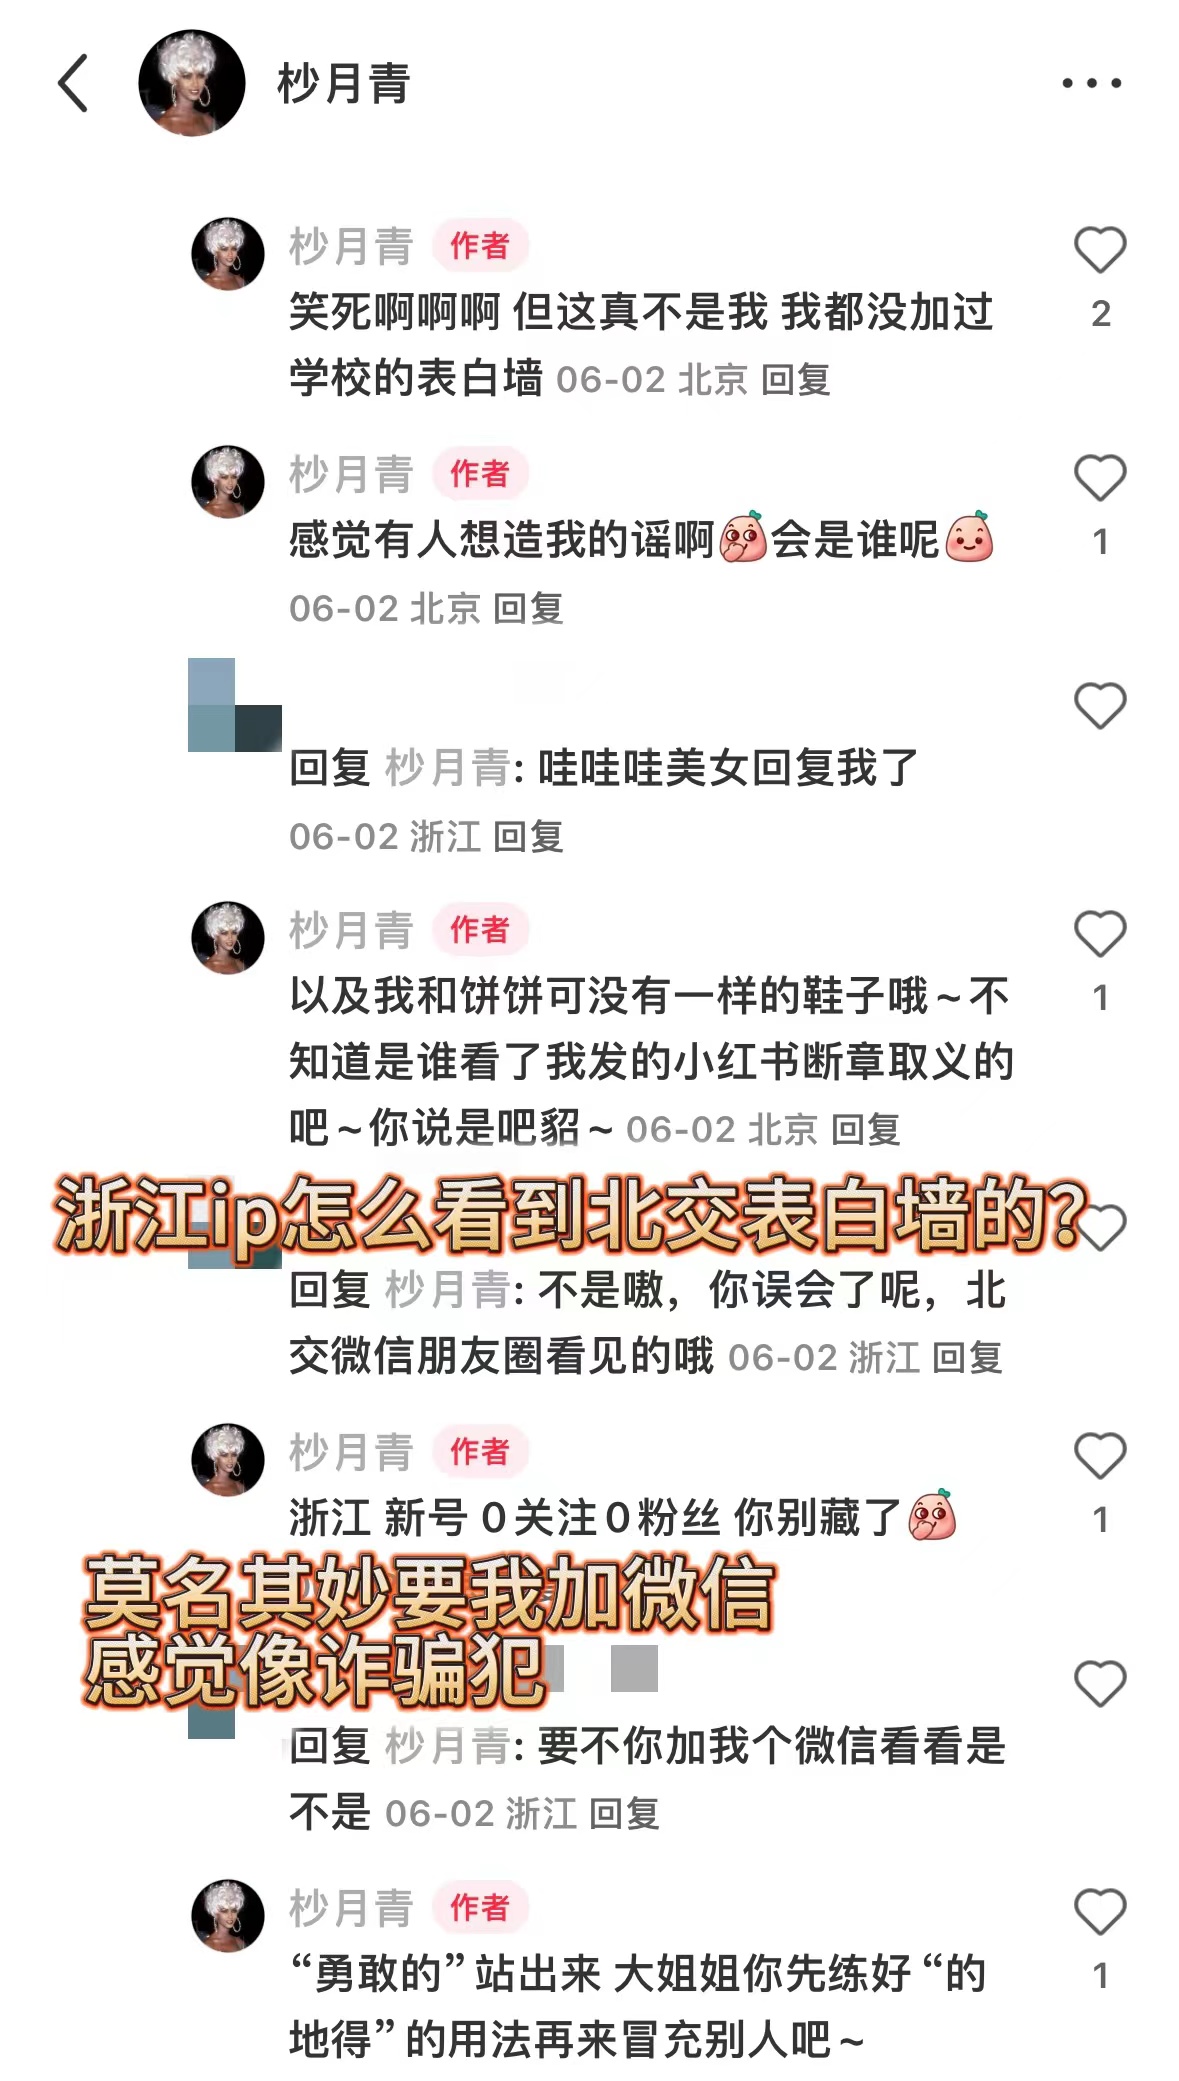 杪月青
杪月青 作者
笑死啊啊啊 但这真不是我 我都没加过
2
学校的表白墙 06-02 北京 回复
杪月青 作者
感觉有人想造我的谣啊会是谁呢
1
06-02 北京 回复
回复 杪月青: 哇哇哇美女回复我了
06-02 浙江 回复
杪月青 作者
以及我和饼饼可没有一样的鞋子哦~不
1
知道是谁看了我发的小红书断章取义的
吧~你说是吧貂~ 06-02 北京 回复
浙江ip怎么看到北交表白墙的?
回复 杪月青: 不是嗷，你误会了呢，北
交微信朋友圈看见的哦 06-02 浙江 回复
杪月青 作者
浙江 新号 0关注0粉丝 你别藏了
1
莫名其妙要我加微信
感觉像诈骗犯
回复 杪月青: 要不你加我个微信看看是
不是 06-02 浙江 回复
杪月青 作者
“勇敢的”站出来 大姐姐你先练好“的
1
地得”的用法再来冒充别人吧~